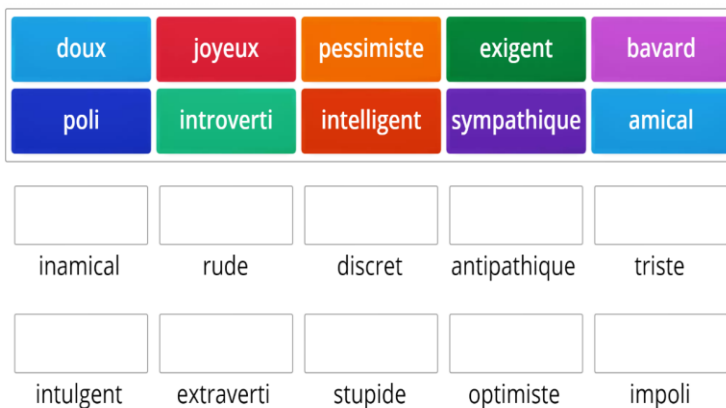 doux joyeux pessimiste exigent bavard
poli introverti intelligent sympathique amical
inamical rude discret antipathique triste
intulgent extraverti stupide optimiste impoli